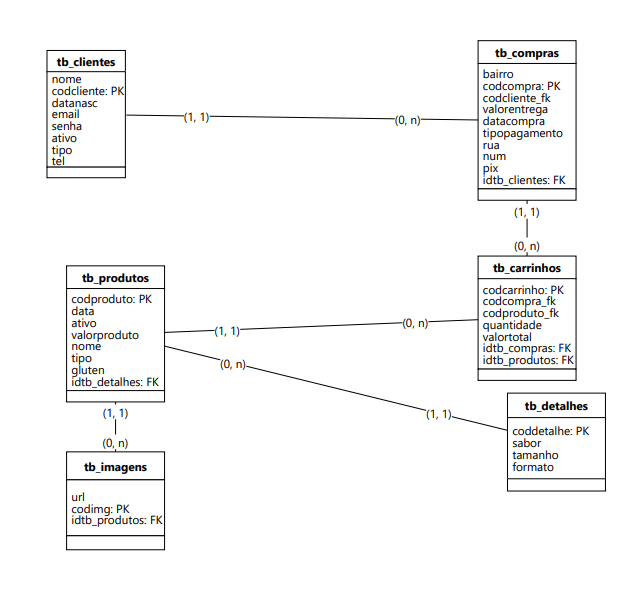 tb_clientes
nome
codcliente: PK
datanasc
email
senha
ativo
tipo
tel
(1, 1)
(0, n)
tb_compras
bairro
codcompra: PK
codcliente_fk
valorentrega
datacompra
tipopagamento
rua
num
pix
idtb_clientes: FK
(1, 1)
(0, n)
tb_carrinhos
codcarrinho: PK
codcompra_fk
codproduto_fk
quantidade
valortotal
idtb_compras: FK
idtb_produtos: FK
tb_produtos
codproduto: PK
data
ativo
valorproduto
nome
tipo
gluten
idtb_detalhes: FK
(1, 1)
(0, n)
(0, n)
(1, 1)
tb_detalhes
coddetalhe: PK
sabor
tamanho
formato
(1, 1)
(0, n)
tb_imagens
url
codimg: PK
idtb_produtos: FK